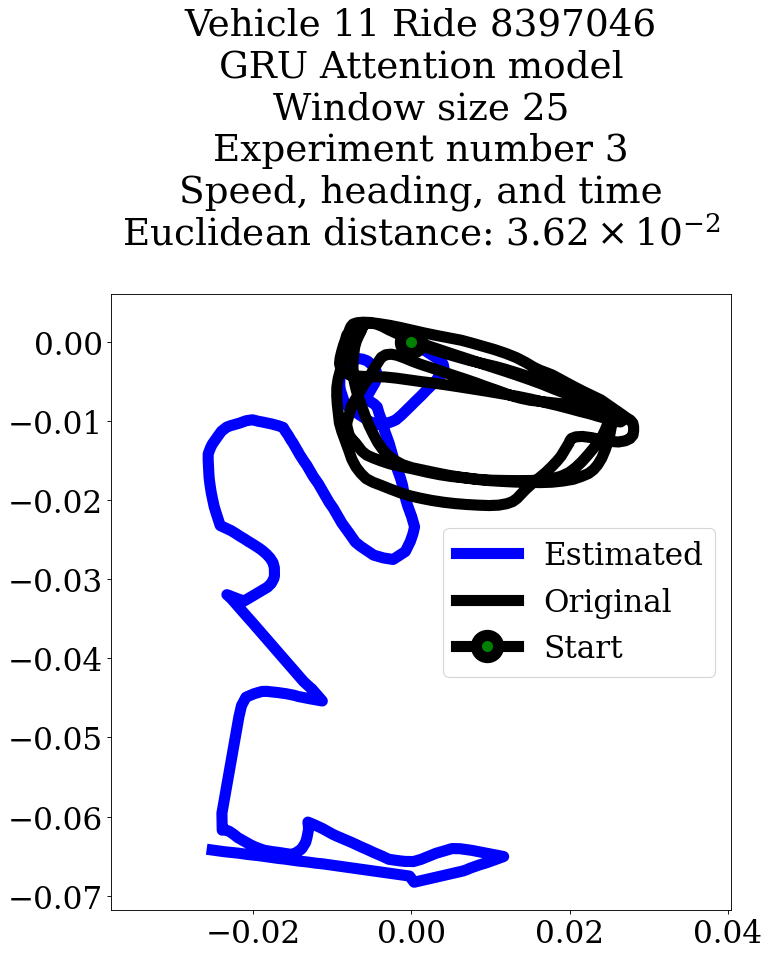 Vehicle 11 Ride 8397046
GRU Attention model
Window size 25
Experiment number 3
Speed, heading, and time
Euclidean distance: 3.62 × 10⁻²
0.00
−0.01
−0.02
−0.03
−0.04
−0.05
−0.06
−0.07
Estimated
Original
Start
−0.02 0.00 0.02 0.04